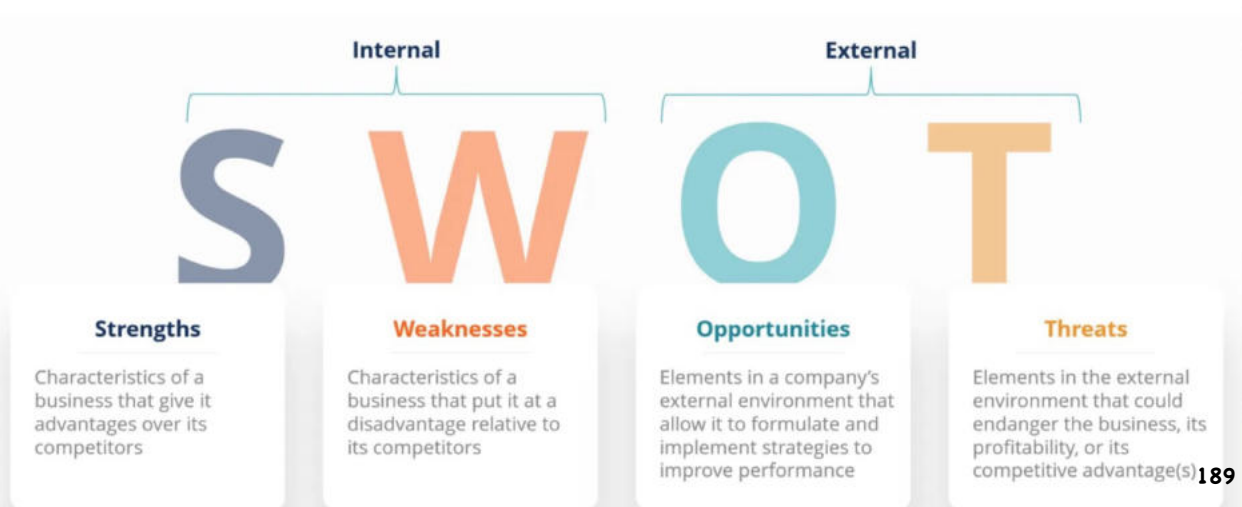 Internal
External
S W O T
Strengths
Characteristics of a
business that give it
advantages over its
competitors
Weaknesses
Characteristics of a
business that put it at a
disadvantage relative to
its competitors
Opportunities
Elements in a company's
external environment that
allow it to formulate and
implement strategies to
improve performance
Threats
Elements in the external
environment that could
endanger the business, its
profitability, or its
competitive advantage(s)
189